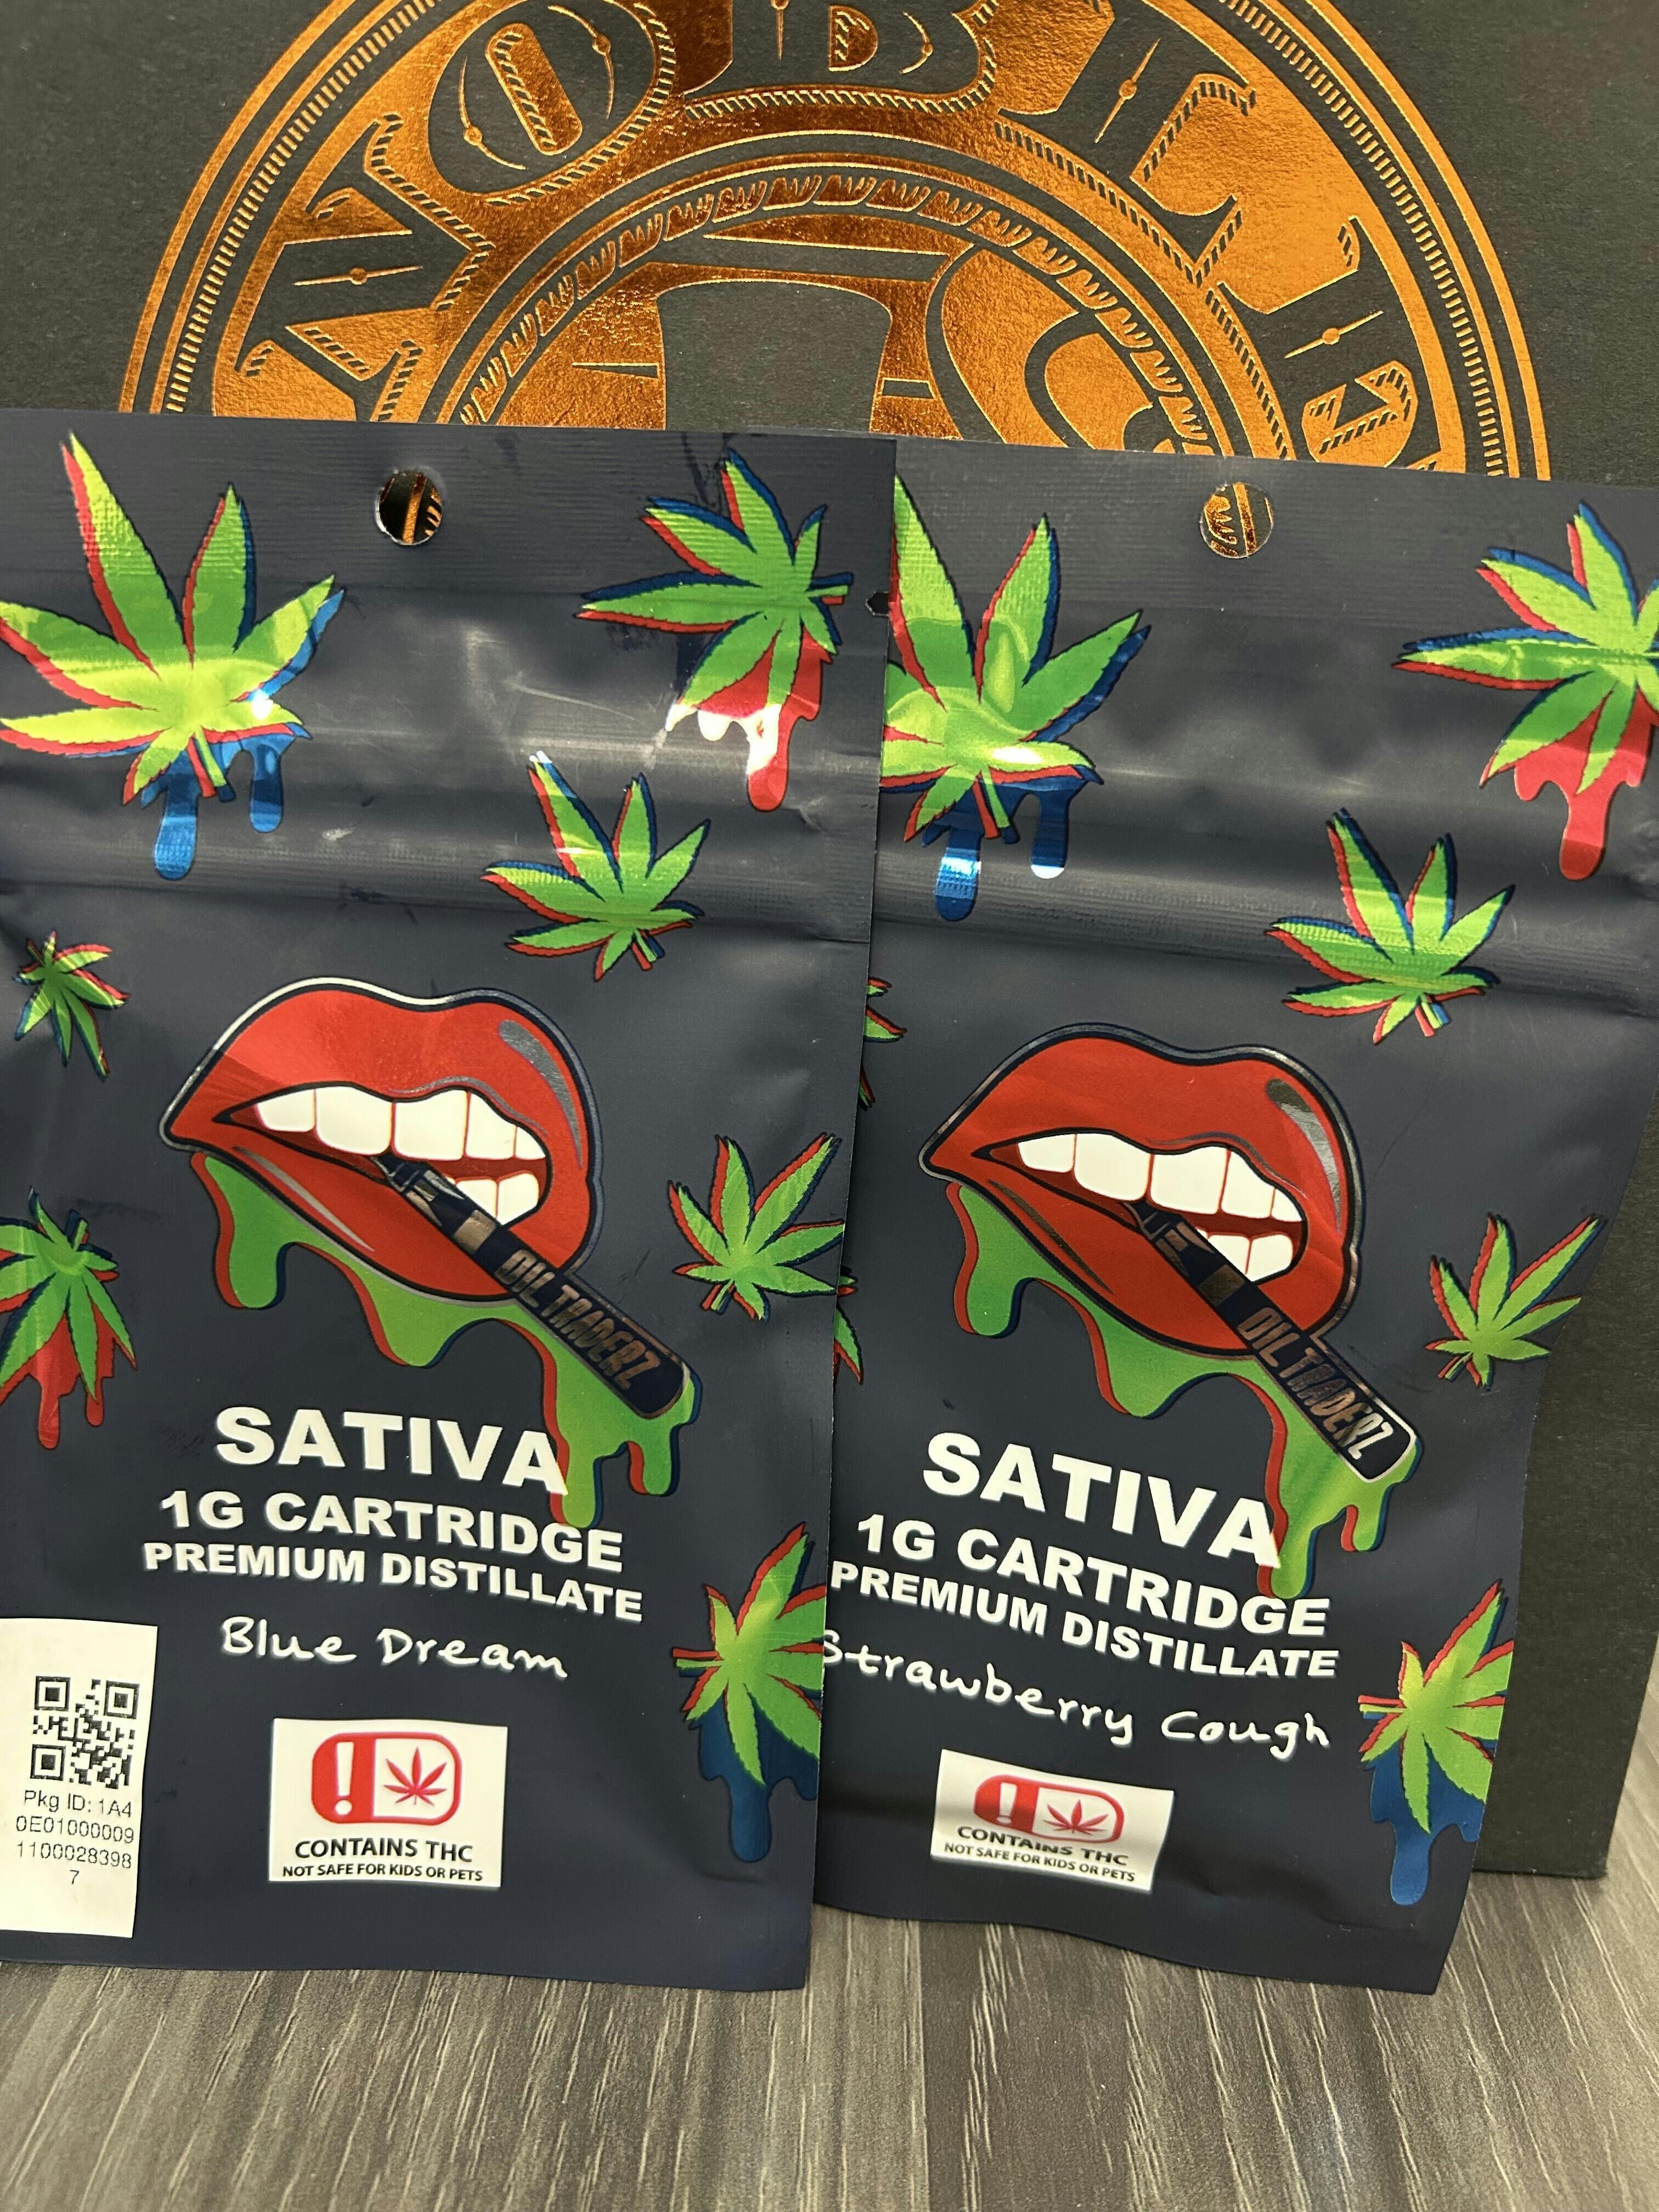 OIL TRADERZ
SATIVA
1G CARTRIDGE
PREMIUM DISTILLATE
Blue Dream
Pkg ID: 1A4
0E01000009
1100028398
7
CONTAINS THC
NOT SAFE FOR KIDS OR PETS
OIL TRADERZ
SATIVA
1G CARTRIDGE
PREMIUM DISTILLATE
Strawberry Cough
CONTAINS THC
NOT SAFE FOR KIDS OR PETS